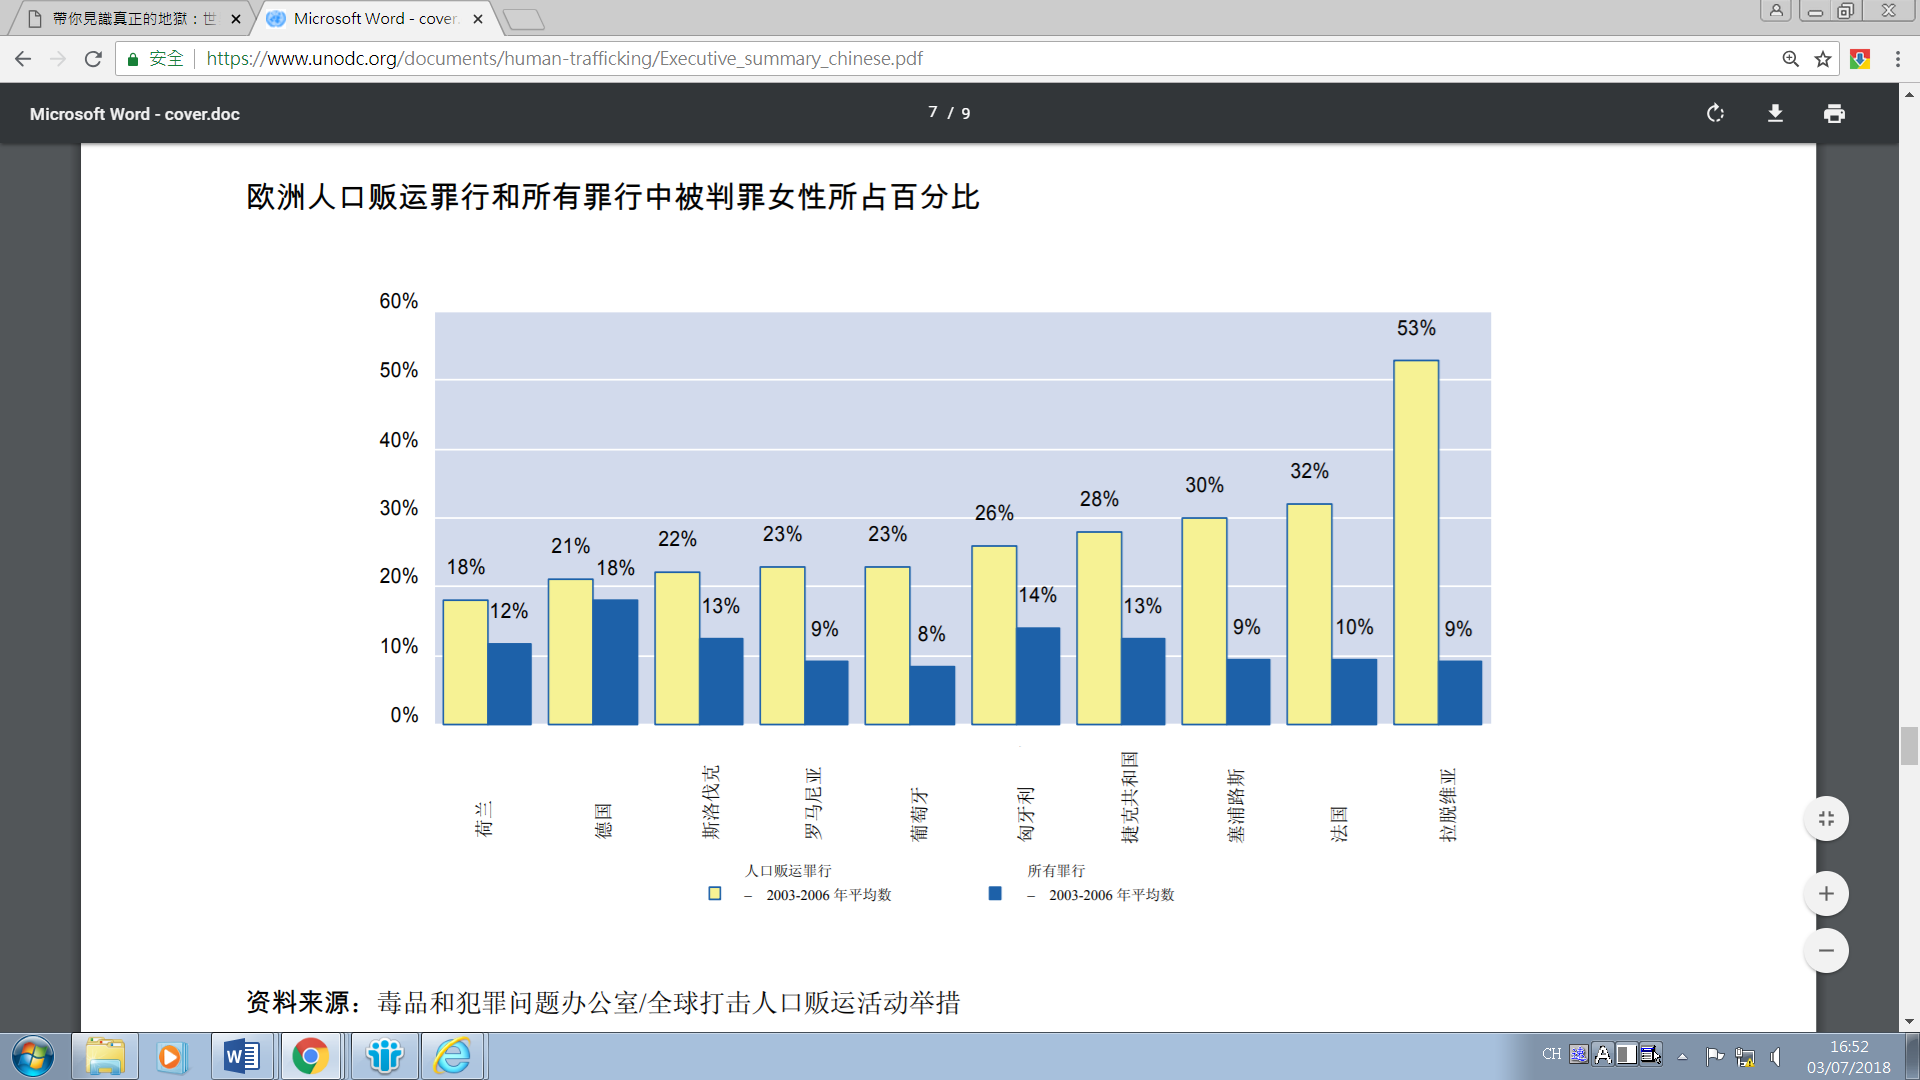 帶你見識真正的地獄：世
Microsoft Word - cover.
安全
https://www.unodc.org/documents/human-trafficking/Executive_summary_chinese.pdf
Microsoft Word - cover.doc
7 / 9
欧洲人口贩运罪行和所有罪行中被判罪女性所占百分比
60%
50%
40%
30%
20%
10%
0%
18%
12%
21%
18%
22%
13%
23%
9%
23%
8%
26%
14%
28%
13%
30%
9%
32%
10%
53%
9%
荷兰
德国
斯洛伐克
罗马尼亚
葡萄牙
匈牙利
捷克共和国
塞浦路斯
法国
拉脱维亚
人口贩运罪行
– 2003-2006 年平均数
所有罪行
– 2003-2006 年平均数
资料来源：毒品和犯罪问题办公室/全球打击人口贩运活动举措
CH
16:52
03/07/2018